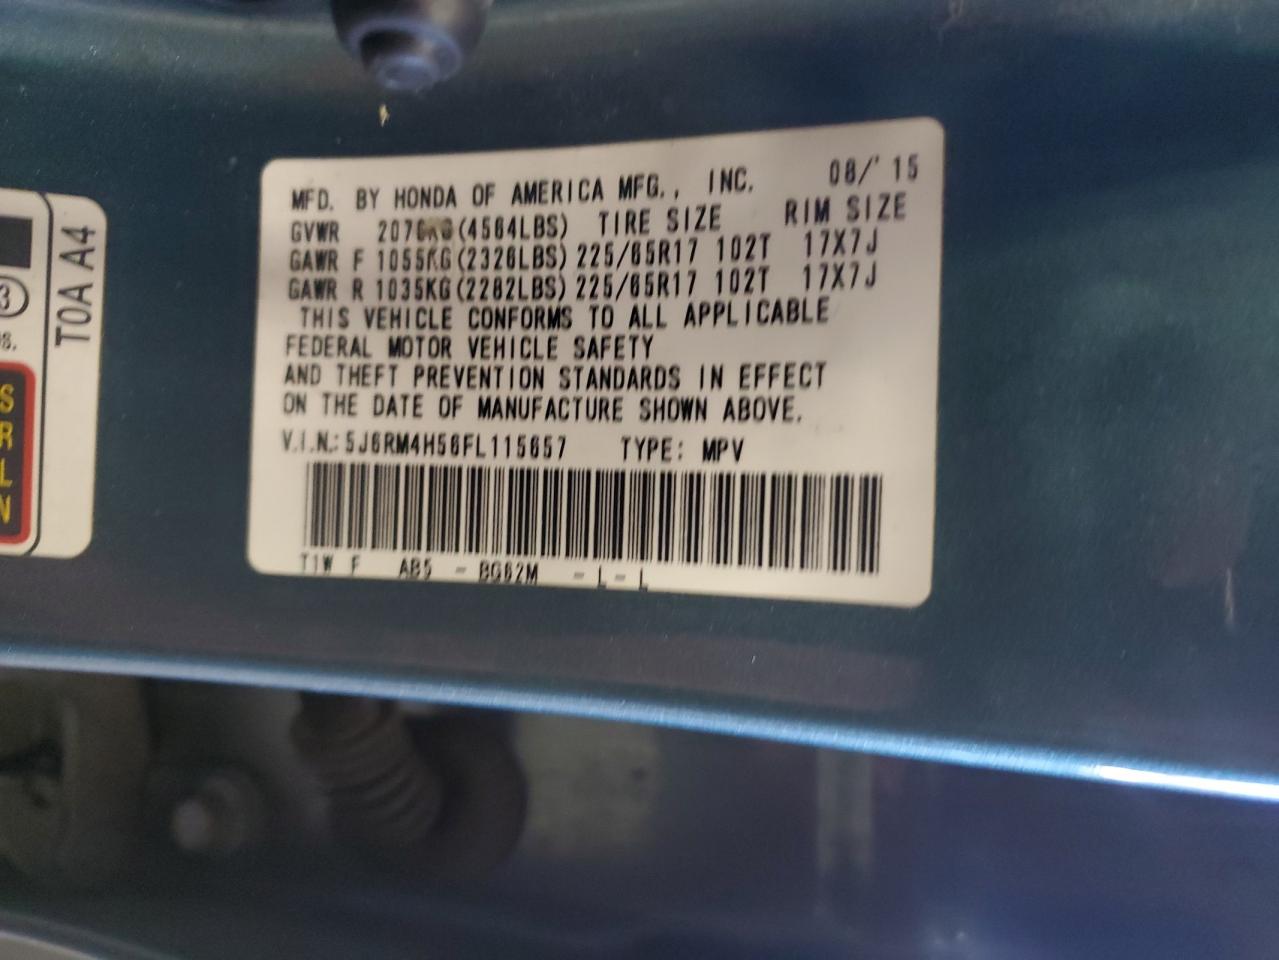 MFD. BY HONDA OF AMERICA MFG., INC. 08/'15
GVWR 2070KG(4564LBS) TIRE SIZE RIM SIZE
GAWR F 1055KG(2326LBS) 225/65R17 102T 17X7J
GAWR R 1035KG(2282LBS) 225/65R17 102T 17X7J
THIS VEHICLE CONFORMS TO ALL APPLICABLE
FEDERAL MOTOR VEHICLE SAFETY
AND THEFT PREVENTION STANDARDS IN EFFECT
ON THE DATE OF MANUFACTURE SHOWN ABOVE.
V.I.N.: 5J6RM4H56FL115657 TYPE: MPV
T1W F AB5 - BG62M - L - L
T0A A4
3
S
R
L
N